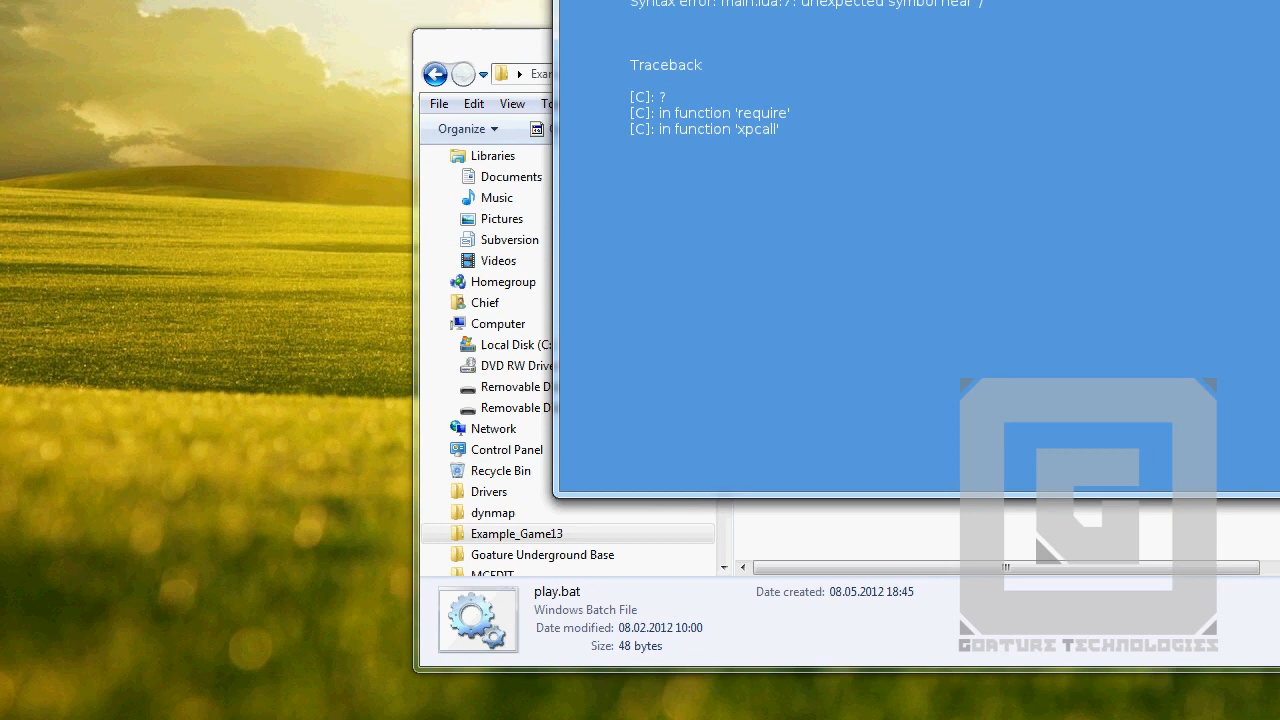 Syntax error: main.lua:7: unexpected symbol near '/'
Traceback
[C]: ?
[C]: in function 'require'
[C]: in function 'xpcall'
File Edit View
Organize
Libraries
Documents
Music
Pictures
Subversion
Videos
Homegroup
Chief
Computer
Local Disk (C:
DVD RW Drive
Removable D
Removable D
Network
Control Panel
Recycle Bin
Drivers
dynmap
Example_Game13
Goature Underground Base
MCEDIT
play.bat
Date created: 08.05.2012 18:45
Windows Batch File
Date modified: 08.02.2012 10:00
Size: 48 bytes
GOATURE TECHNOLOGIES